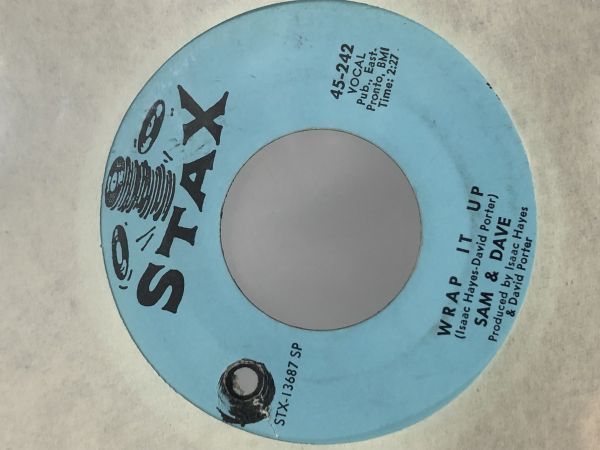 STAX
45-242
VOCAL
Pub., East.
Pronto, BMI
Time: 2:27
STX-13687 SP
WRAP IT UP
(Isaac Hayes-David Porter)
SAM & DAVE
Produced by Isaac Hayes
& David Porter